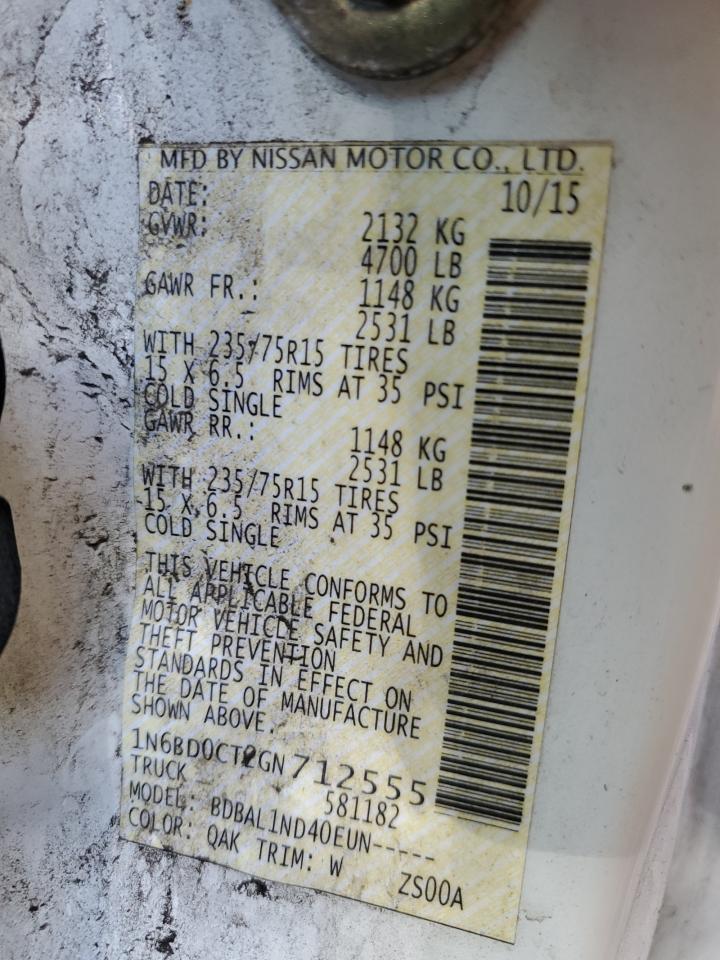 MFD BY NISSAN MOTOR CO., LTD.
DATE: 10/15
GVWR: 2132 KG
4700 LB
GAWR FR.: 1148 KG
2531 LB
WITH 235/75R15 TIRES
15 X 6.5 RIMS AT 35 PSI
COLD SINGLE
GAWR RR.: 1148 KG
2531 LB
WITH 235/75R15 TIRES
15 X 6.5 RIMS AT 35 PSI
COLD SINGLE
THIS VEHICLE CONFORMS TO
ALL APPLICABLE FEDERAL
MOTOR VEHICLE SAFETY AND
THEFT PREVENTION
STANDARDS IN EFFECT ON
THE DATE OF MANUFACTURE
SHOWN ABOVE.
1N6BD0CT2GN712555
TRUCK 581182
MODEL: BDBAL1ND40EUN-----
COLOR: QAK TRIM: W ZS00A